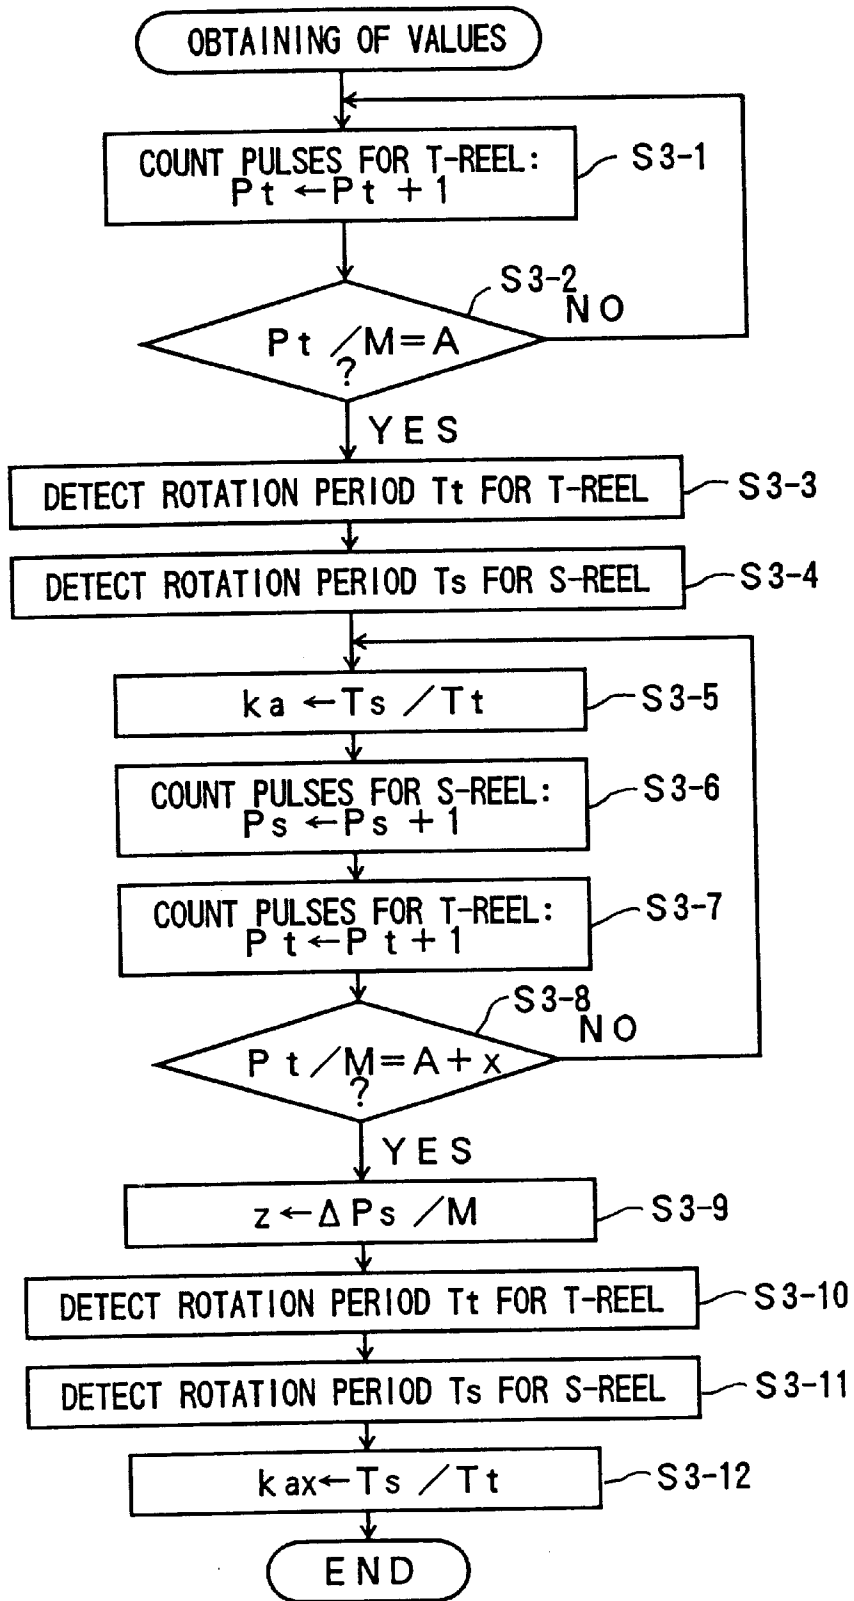 OBTAINING OF VALUES
COUNT PULSES FOR T-REEL:
Pt ← Pt + 1
S3-1
S3-2
NO
Pt / M = A
?
YES
DETECT ROTATION PERIOD Tt FOR T-REEL
S3-3
DETECT ROTATION PERIOD Ts FOR S-REEL
S3-4
ka ← Ts / Tt
S3-5
COUNT PULSES FOR S-REEL:
Ps ← Ps + 1
S3-6
COUNT PULSES FOR T-REEL:
Pt ← Pt + 1
S3-7
S3-8
NO
Pt / M = A + x
?
YES
z ← Δ Ps / M
S3-9
DETECT ROTATION PERIOD Tt FOR T-REEL
S3-10
DETECT ROTATION PERIOD Ts FOR S-REEL
S3-11
kax ← Ts / Tt
S3-12
END